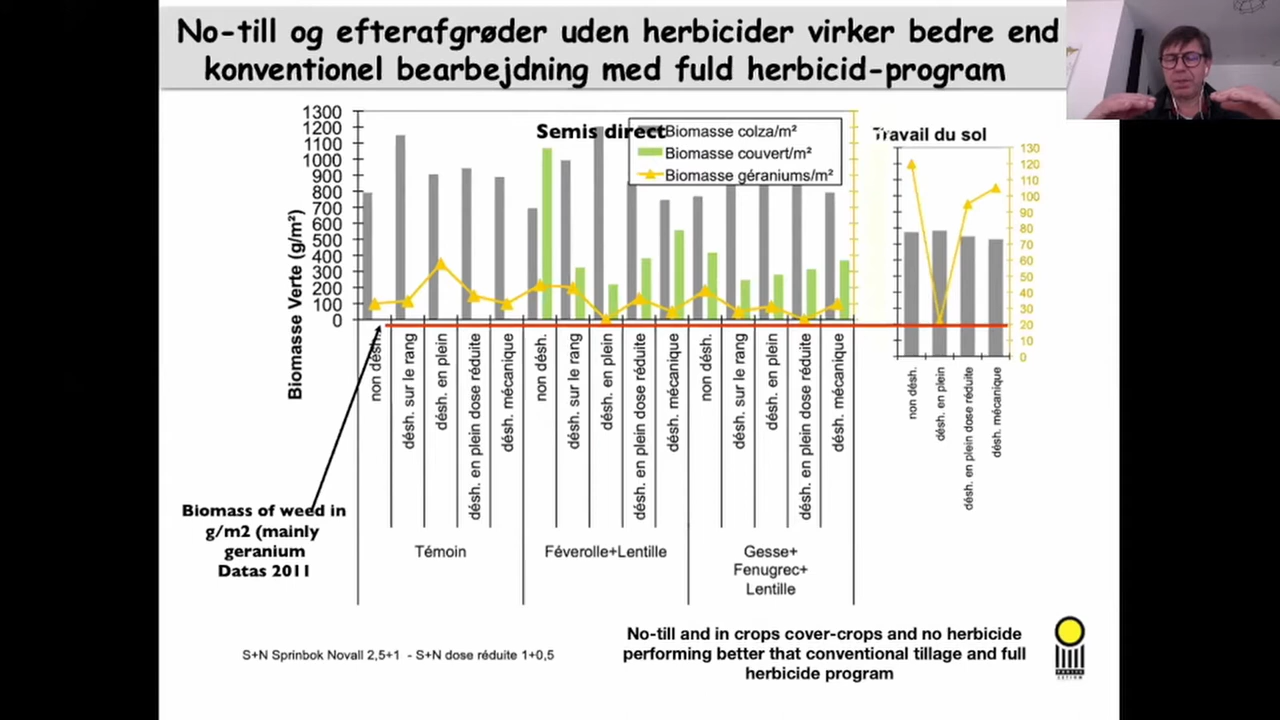 No-till og efterafgrøder uden herbicider virker bedre end
konventionel bearbejdning med fuld herbicid-program
Semis direct
Biomasse colza/m²
Biomasse couvert/m²
Biomasse géraniums/m²
Travail du sol
Biomasse Verte (g/m²)
1300
1200
1100
1000
900
800
700
600
500
400
300
200
100
0
130
120
110
100
90
80
70
60
50
40
30
20
10
0
non désh.
désh. sur le rang
désh. en plein
désh. en plein dose réduite
désh. mécanique
non désh.
désh. sur le rang
désh. en plein
désh. en plein dose réduite
désh. mécanique
non désh.
désh. sur le rang
désh. en plein
désh. en plein dose réduite
désh. mécanique
non désh.
désh. en plein
désh. en plein dose réduite
désh. mécanique
Témoin
Féverolle+Lentille
Gesse+
Fenugrec+
Lentille
Biomass of weed in
g/m2 (mainly
geranium
Datas 2011
S+N Sprinbok Novall 2,5+1 - S+N dose réduite 1+0,5
No-till and in crops cover-crops and no herbicide
performing better that conventional tillage and full
herbicide program